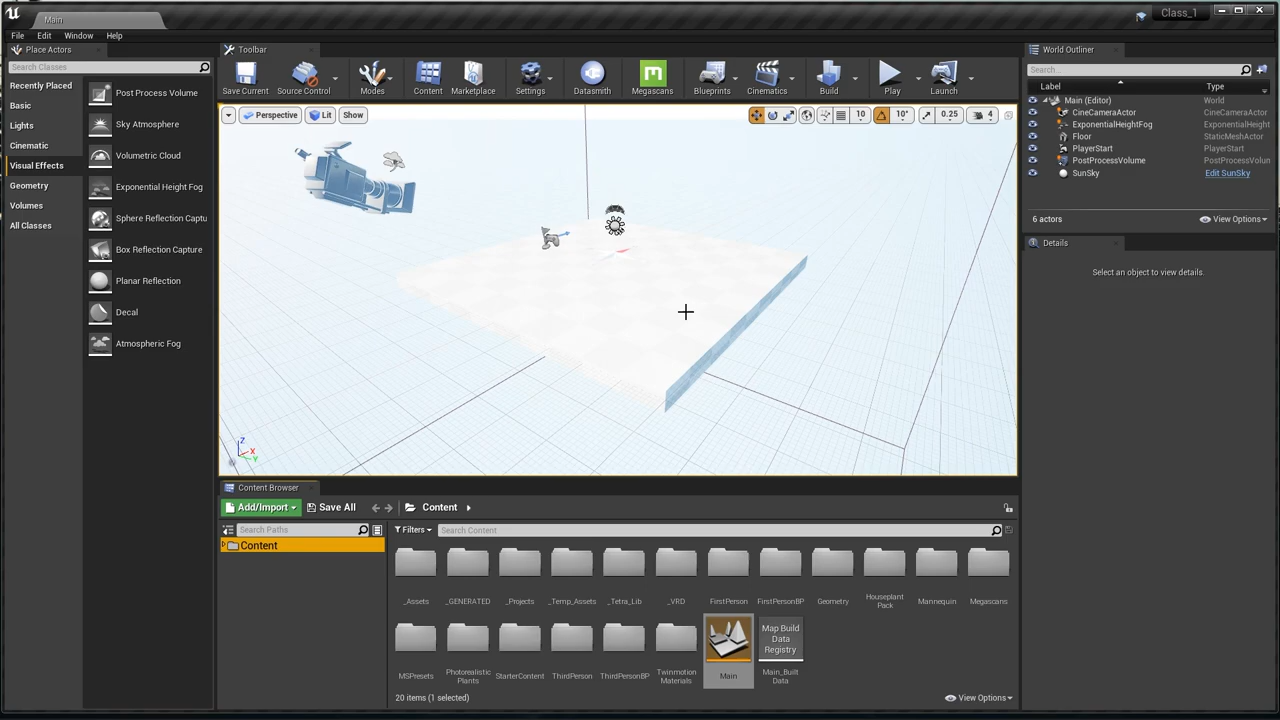 Main
Class_1
File Edit Window Help
Place Actors
Search Classes
Recently Placed
Basic
Lights
Cinematic
Visual Effects
Geometry
Volumes
All Classes
Post Process Volume
Sky Atmosphere
Volumetric Cloud
Exponential Height Fog
Sphere Reflection Captu
Box Reflection Capture
Planar Reflection
Decal
Atmospheric Fog
Toolbar
Save Current
Source Control
Modes
Content
Marketplace
Settings
Datasmith
Megascans
Blueprints
Cinematics
Build
Play
Launch
Perspective Lit Show
10 10° 0.25 4
Z
X
Y
World Outliner
Search...
Label Type
Main (Editor) World
CineCameraActor CineCameraActor
ExponentialHeightFog ExponentialHeight
Floor StaticMeshActor
PlayerStart PlayerStart
PostProcessVolume PostProcessVolun
SunSky Edit SunSky
6 actors View Options
Details
Select an object to view details.
Content Browser
Add/Import Save All Content
Search Paths
Filters Search Content
Content
_Assets
_GENERATED
_Projects
_Temp_Assets
_Tetra_Lib
_VRD
FirstPerson
FirstPersonBP
Geometry
Houseplant
Pack
Mannequin
Megascans
MSPresets
Photorealistic
Plants
StarterContent
ThirdPerson
ThirdPersonBP
Twinmotion
Materials
Main
Map Build
Data
Registry
Main_Built
Data
20 items (1 selected)
View Options